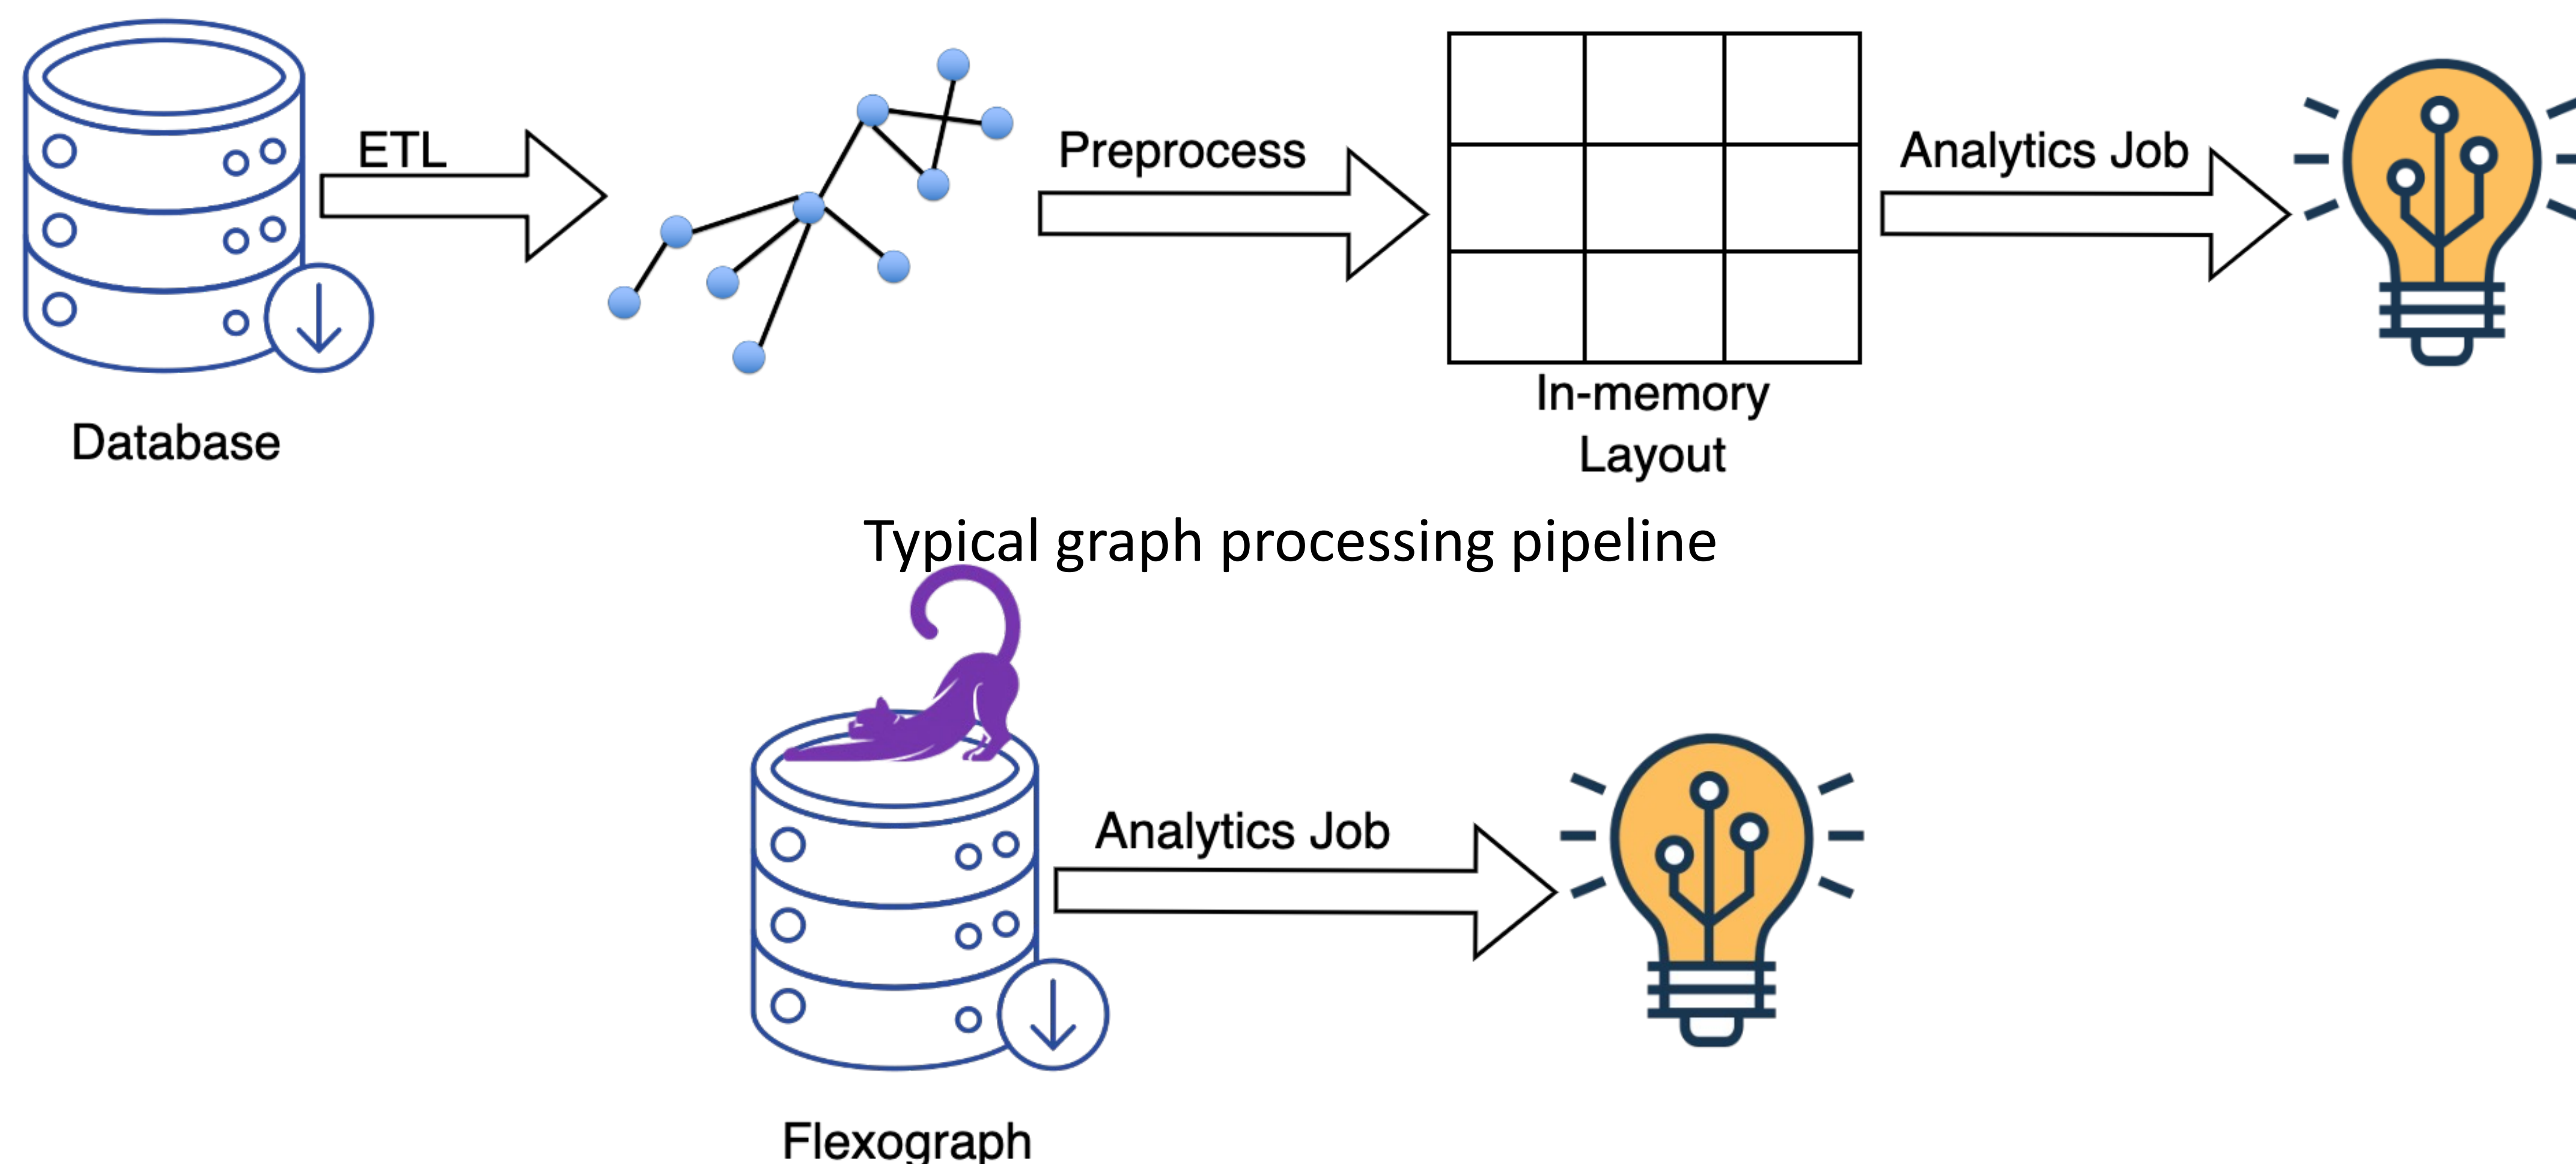 ETL
Preprocess
Analytics Job
Database
In-memory
Layout
Typical graph processing pipeline
Analytics Job
Flexograph